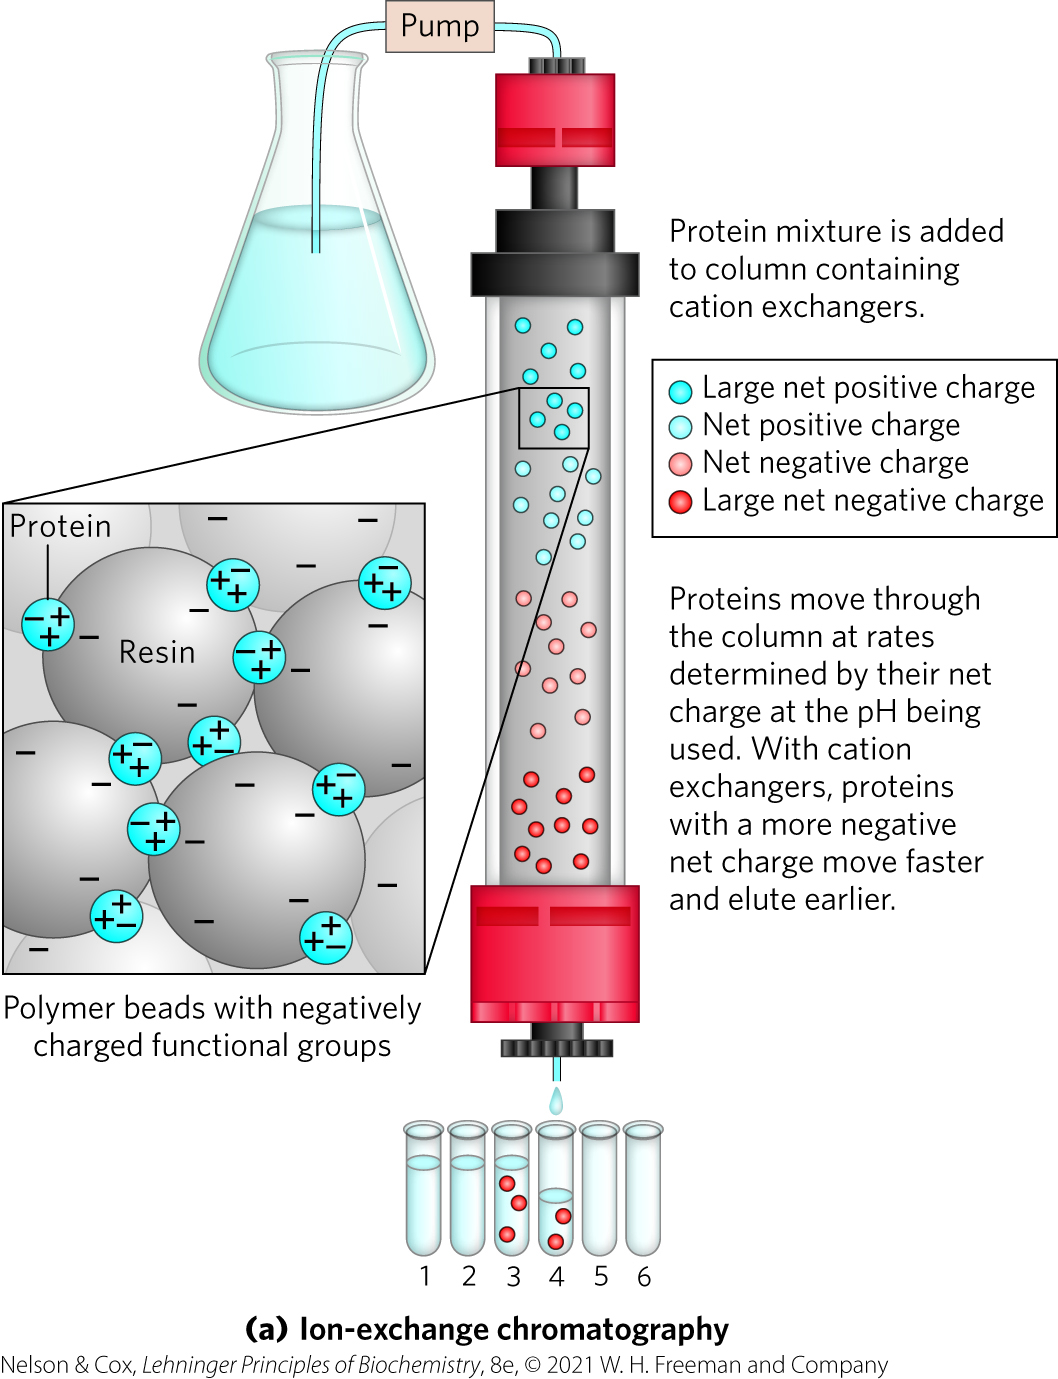 Pump
Protein mixture is added
to column containing
cation exchangers.
Large net positive charge
Net positive charge
Net negative charge
Large net negative charge
Protein
Resin
Proteins move through
the column at rates
determined by their net
charge at the pH being
used. With cation
exchangers, proteins
with a more negative
net charge move faster
and elute earlier.
Polymer beads with negatively
charged functional groups
1 2 3 4 5 6
(a) Ion-exchange chromatography
Nelson & Cox, Lehninger Principles of Biochemistry, 8e, © 2021 W. H. Freeman and Company